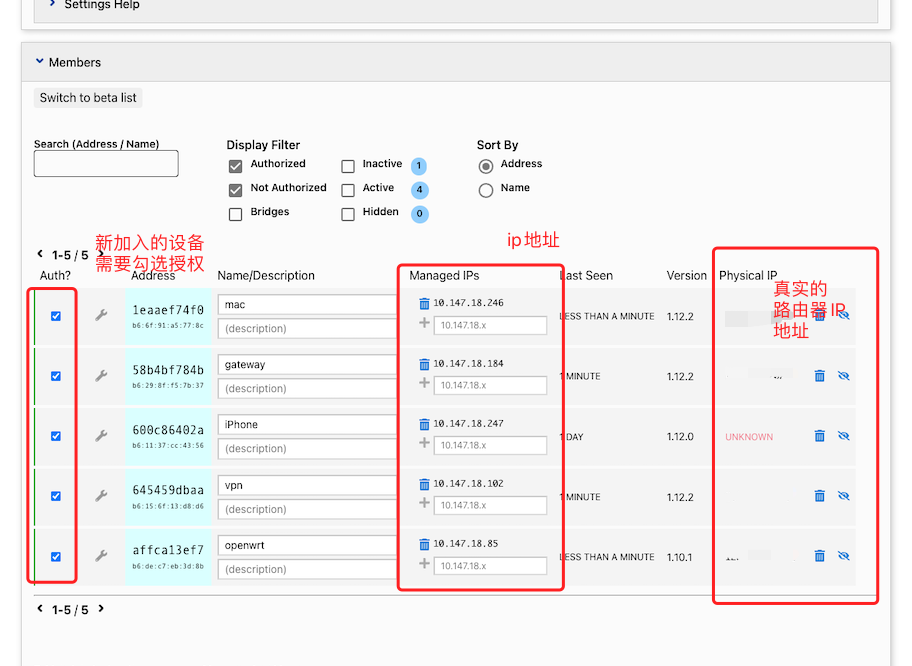 Settings Help
Members
Switch to beta list
Search (Address / Name)
Display Filter
Authorized
Not Authorized
Bridges
Inactive 1
Active 4
Hidden 0
Sort By
Address
Name
1-5 / 5
新加入的设备
需要勾选授权
ip地址
Auth?
Address
Name/Description
Managed IPs
Last Seen
Version
Physical IP
真实的
路由器IP
地址
1eaaef74f0
b6:6f:91:a5:77:8c
mac
(description)
10.147.18.246
10.147.18.x
LESS THAN A MINUTE
1.12.2
58b4bf784b
b6:29:8f:f5:7b:37
gateway
(description)
10.147.18.184
10.147.18.x
1 MINUTE
1.12.2
600c86402a
b6:11:37:cc:43:56
iPhone
(description)
10.147.18.247
10.147.18.x
1 DAY
1.12.0
UNKNOWN
645459dbaa
b6:15:6f:13:d8:d6
vpn
(description)
10.147.18.102
10.147.18.x
1 MINUTE
1.12.2
affca13ef7
b6:de:c7:eb:3d:8b
openwrt
(description)
10.147.18.85
10.147.18.x
LESS THAN A MINUTE
1.10.1
1-5 / 5